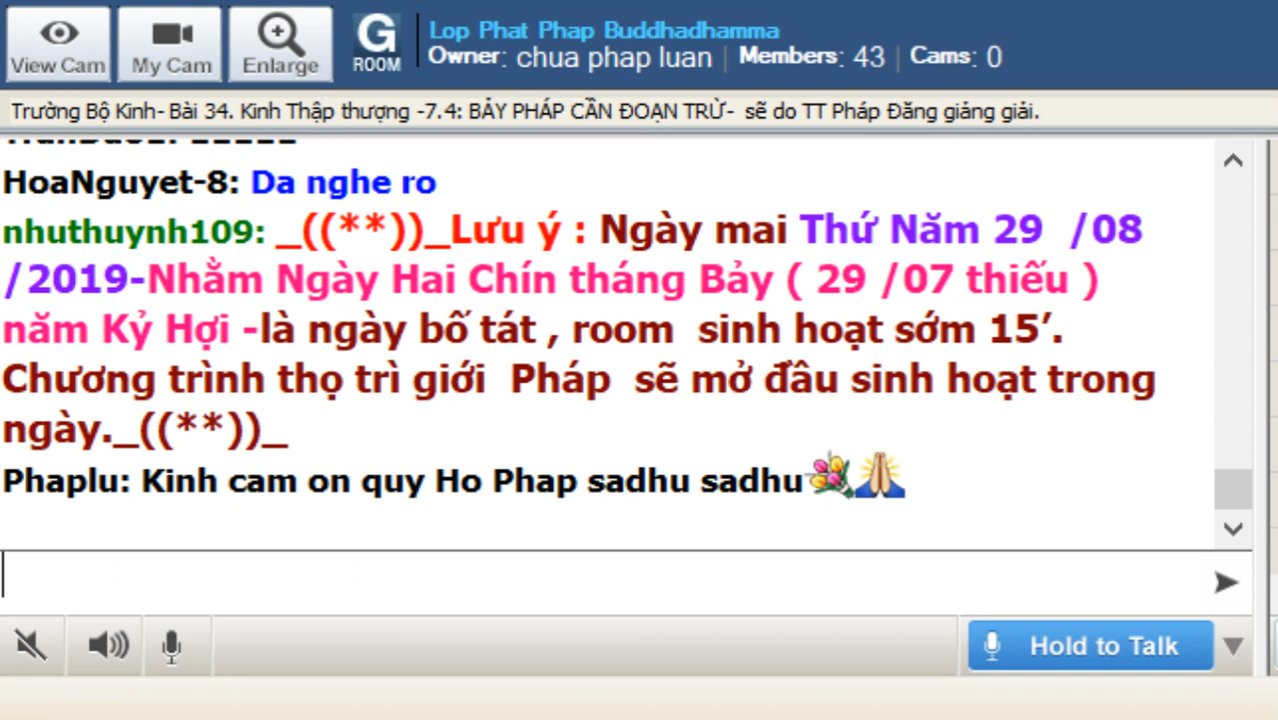 View Cam
My Cam
Enlarge
G
ROOM
Lop Phat Phap Buddhadhamma
Owner: chua phap luan | Members: 43 | Cams: 0
Trường Bộ Kinh- Bài 34. Kinh Thập thượng -7.4: BẢY PHÁP CẦN ĐOẠN TRỪ- sẽ do TT Pháp Đăng giảng giải.
HoaNguyet-8: Da nghe ro
nhuthuynh109: _((**))_Lưu ý : Ngày mai Thứ Năm 29 /08
/2019-Nhằm Ngày Hai Chín tháng Bảy ( 29 /07 thiếu )
năm Kỷ Hợi -là ngày bố tát , room sinh hoạt sớm 15’.
Chương trình thọ trì giới Pháp sẽ mở đầu sinh hoạt trong
ngày._((**))_
Phaplu: Kinh cam on quy Ho Phap sadhu sadhu
Hold to Talk